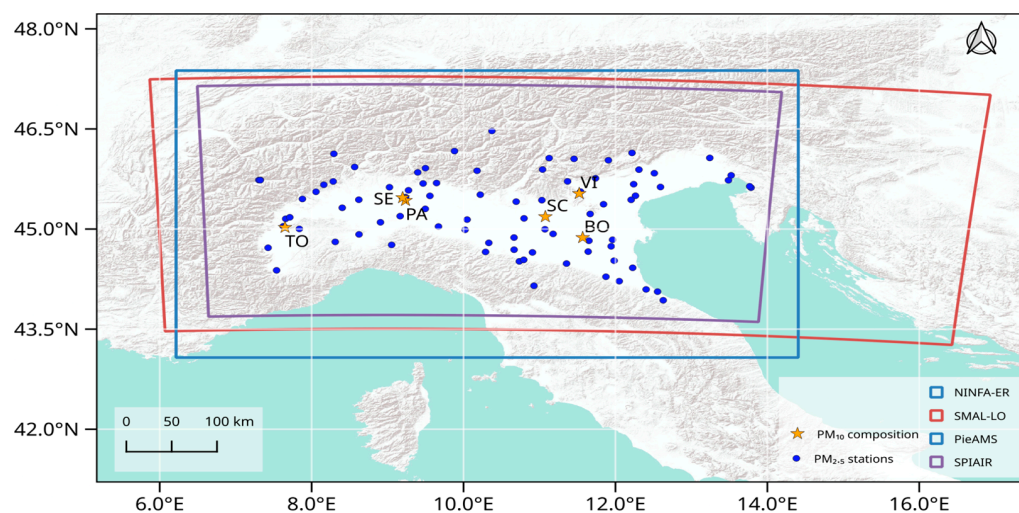 48.0°N
46.5°N
45.0°N
43.5°N
42.0°N
SE
PA
VI
SC
BO
TO
NINFA-ER
SMAL-LO
PieAMS
SPIAIR
PM₁₀ composition
PM₂.₅ stations
0 50 100 km
6.0°E 8.0°E 10.0°E 12.0°E 14.0°E 16.0°E